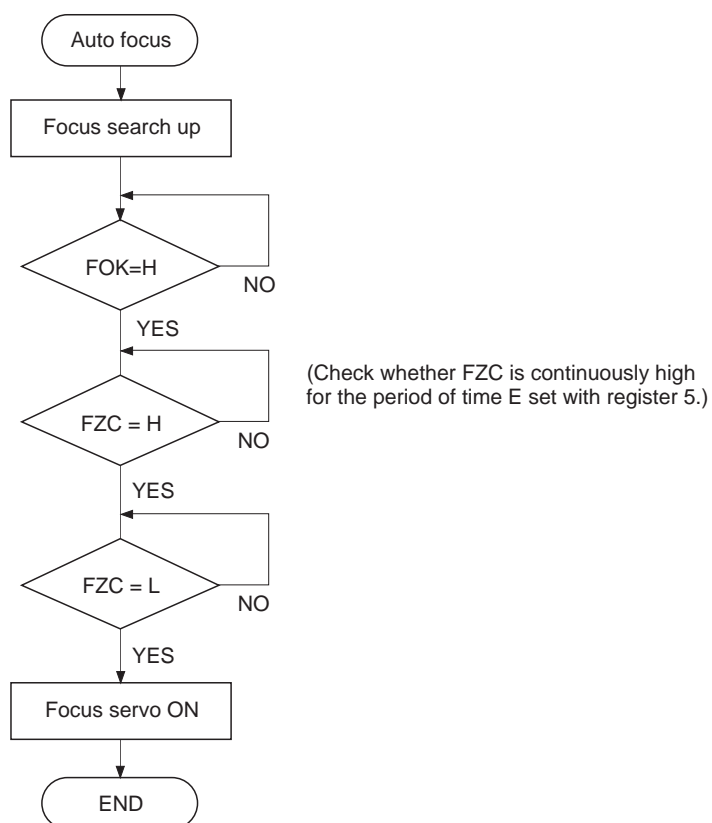 Auto focus
Focus search up
FOK=H
NO
YES
(Check whether FZC is continuously high
for the period of time E set with register 5.)
FZC = H
NO
YES
FZC = L
NO
YES
Focus servo ON
END